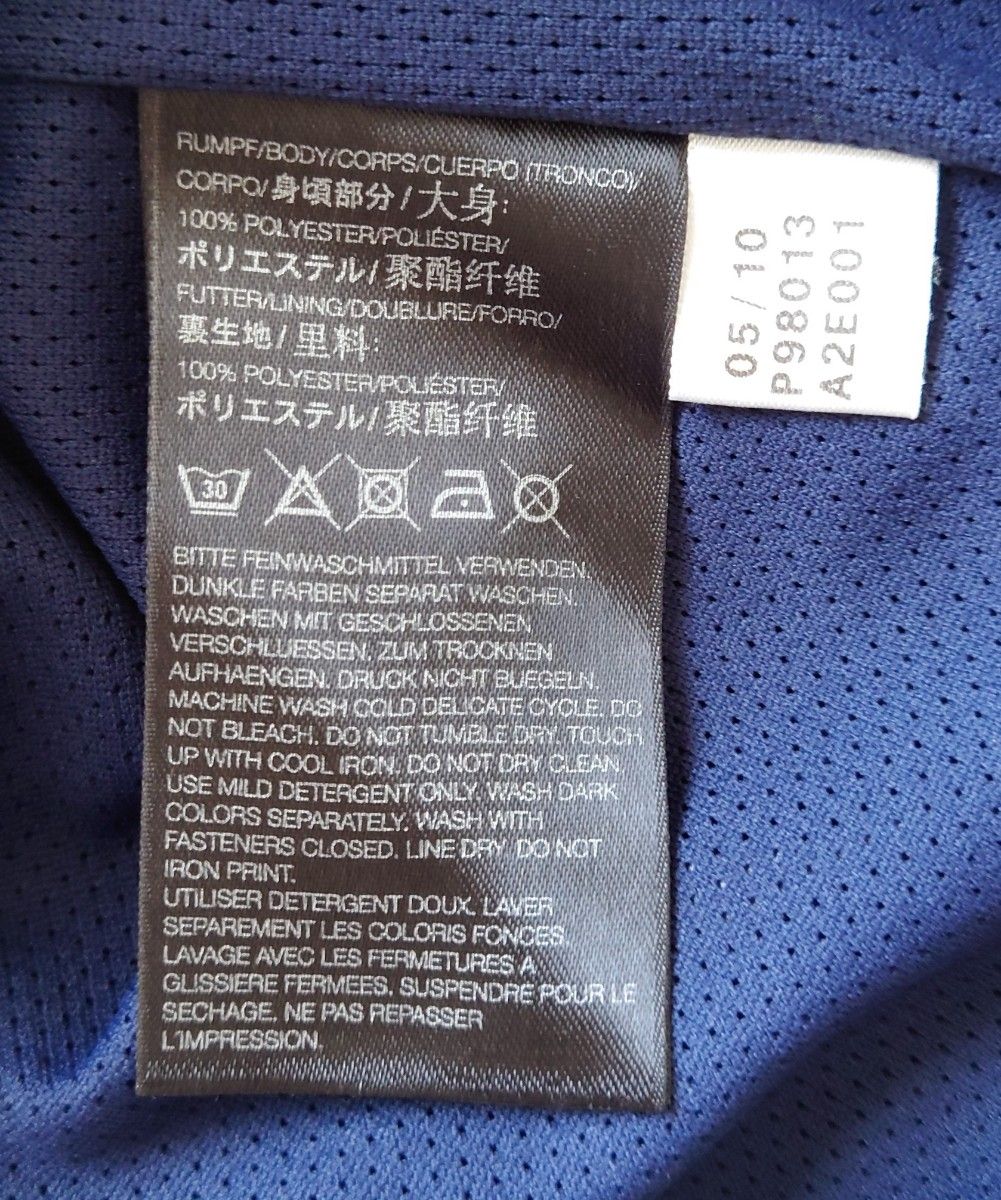 RUMPF/BODY/CORPS/CUERPO (TRONCO)
CORPO/身頃部分/大身:
100% POLYESTER/POLIÉSTER/
ポリエステル/聚酯纤维
FUTTER/LINING/DOUBLURE/FORRO/
裏生地/里料:
100% POLYESTER/POLIÉSTER/
ポリエステル/聚酯纤维
30
BITTE FEINWASCHMITTEL VERWENDEN.
DUNKLE FARBEN SEPARAT WASCHEN.
WASCHEN MIT GESCHLOSSENEN
VERSCHLUESSEN. ZUM TROCKNEN
AUFHAENGEN. DRUCK NICHT BUEGELN.
MACHINE WASH COLD DELICATE CYCLE. DO
NOT BLEACH. DO NOT TUMBLE DRY. TOUCH
UP WITH COOL IRON. DO NOT DRY CLEAN.
USE MILD DETERGENT ONLY. WASH DARK
COLORS SEPARATELY. WASH WITH
FASTENERS CLOSED. LINE DRY. DO NOT
IRON PRINT.
UTILISER DETERGENT DOUX. LAVER
SEPAREMENT LES COLORIS FONCES.
LAVAGE AVEC LES FERMETURES A
GLISSIERE FERMEES. SUSPENDRE POUR LE
SECHAGE. NE PAS REPASSER
L'IMPRESSION.
05/10
P98013
A2E001